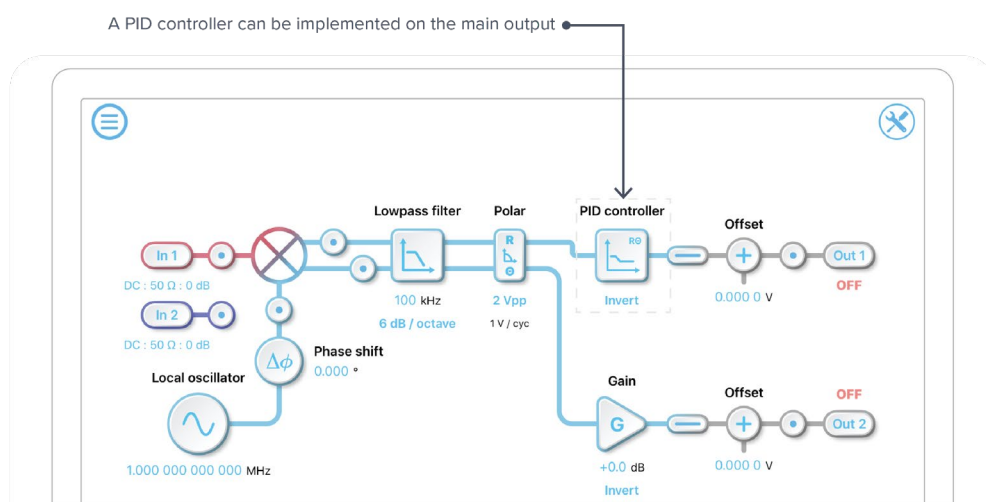 A PID controller can be implemented on the main output
Lowpass filter
Polar
PID controller
Offset
In 1
R
Θ
RΘ
Out 1
DC : 50 Ω : 0 dB
OFF
100 kHz
2 Vpp
Invert
0.000 0 V
In 2
6 dB / octave
1 V / cyc
DC : 50 Ω : 0 dB
Phase shift
Δϕ
0.000 °
Local oscillator
Gain
Offset
OFF
G
Out 2
1.000 000 000 000 MHz
+0.0 dB
0.000 0 V
Invert